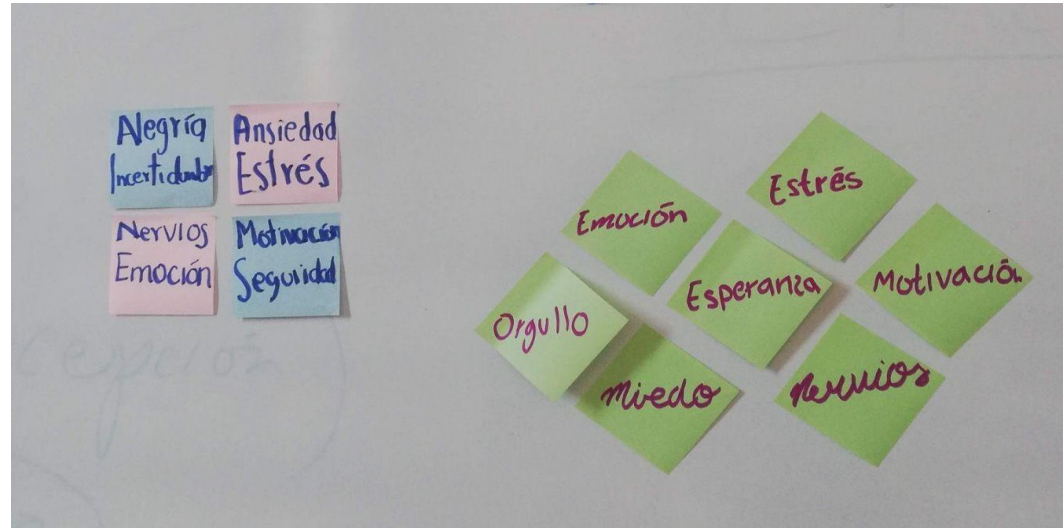 Alegría
Incertidumbre
Ansiedad
Estrés
Nervios
Emoción
Motivación
Seguridad
Estrés
Emoción
Motivación
Esperanza
Orgullo
Miedo
Nervios